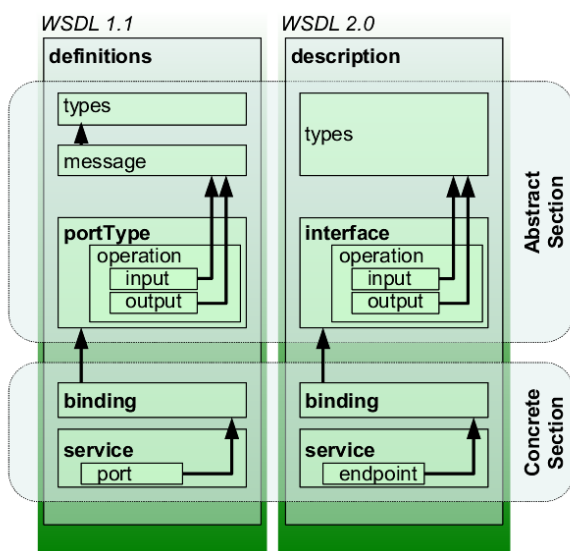 WSDL 1.1
definitions
types
message
portType
operation
input
output
binding
service
port
WSDL 2.0
description
types
interface
operation
input
output
binding
service
endpoint
Abstract
Section
Concrete
Section